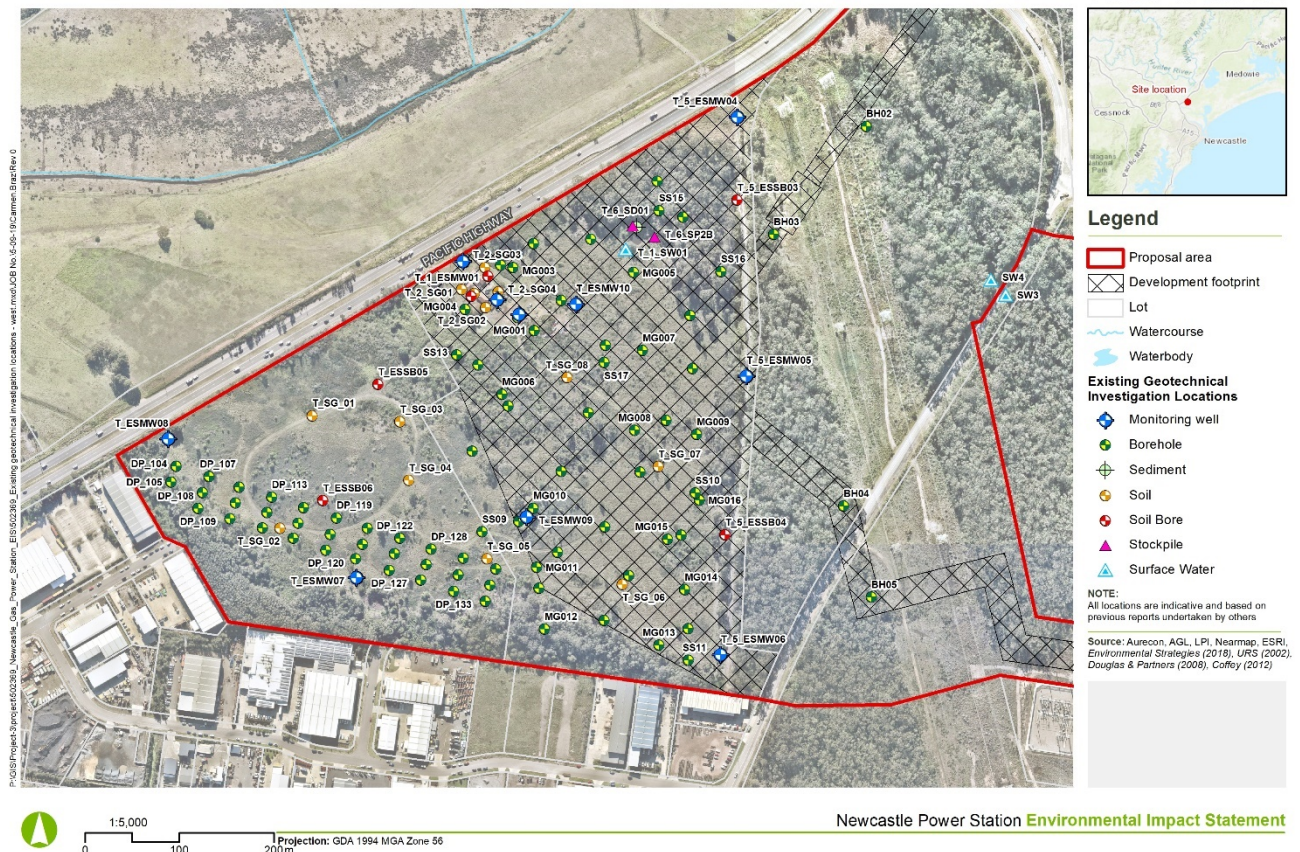 PACIFIC HIGHWAY
T_5_ESMW04
BH02
T_5_ESSB03
SS15
T_6_SD01
BH03
T_6_SP2B
T_1_SW01
T_2_SG03
MG003
MG005
SS16
T_1_ESMW01
T_2_SG01
T_2_SG04
T_ESMW10
MG004
T_2_SG02
MG001
SW4
SW3
MG007
SS13
T_5_ESMW05
T_SG_08
SS17
T_ESSB05
MG006
T_SG_01
T_SG_03
T_ESMW08
MG008
MG009
DP_104
DP_107
T_SG_04
T_SG_07
DP_105
DP_113
T_ESSB06
SS10
DP_108
MG010
MG016
BH04
DP_119
DP_109
SS09
T_ESMW09
T_5_ESSB04
DP_122
MG015
T_SG_02
DP_128
DP_120
T_SG_05
MG011
MG014
T_ESMW07
DP_127
BH05
T_SG_06
DP_133
MG012
MG013
SS11
T_5_ESMW06
Site location
Medowie
Cessnock
Newcastle
A15
Legend
Proposal area
Development footprint
Lot
Watercourse
Waterbody
Existing Geotechnical
Investigation Locations
Monitoring well
Borehole
Sediment
Soil
Soil Bore
Stockpile
Surface Water
NOTE:
All locations are indicative and based on
previous reports undertaken by others
Source: Aurecon, AGL, LPI, Nearmap, ESRI,
Environmental Strategies (2018), URS (2002),
Douglas & Partners (2008), Coffey (2012)
1:5,000
0 100 200 m
Projection: GDA 1994 MGA Zone 56
Newcastle Power Station Environmental Impact Statement